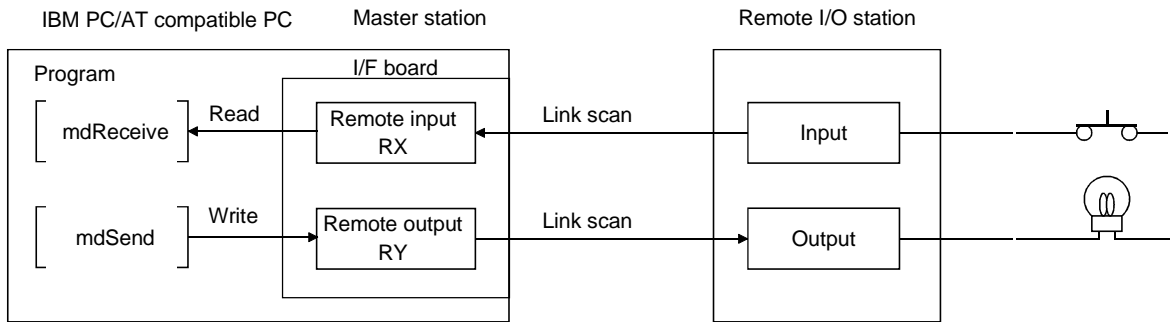 IBM PC/AT compatible PC
Master station
Remote I/O station
Program
I/F board
mdReceive
Read
Remote input
RX
Link scan
Input
mdSend
Write
Remote output
RY
Link scan
Output